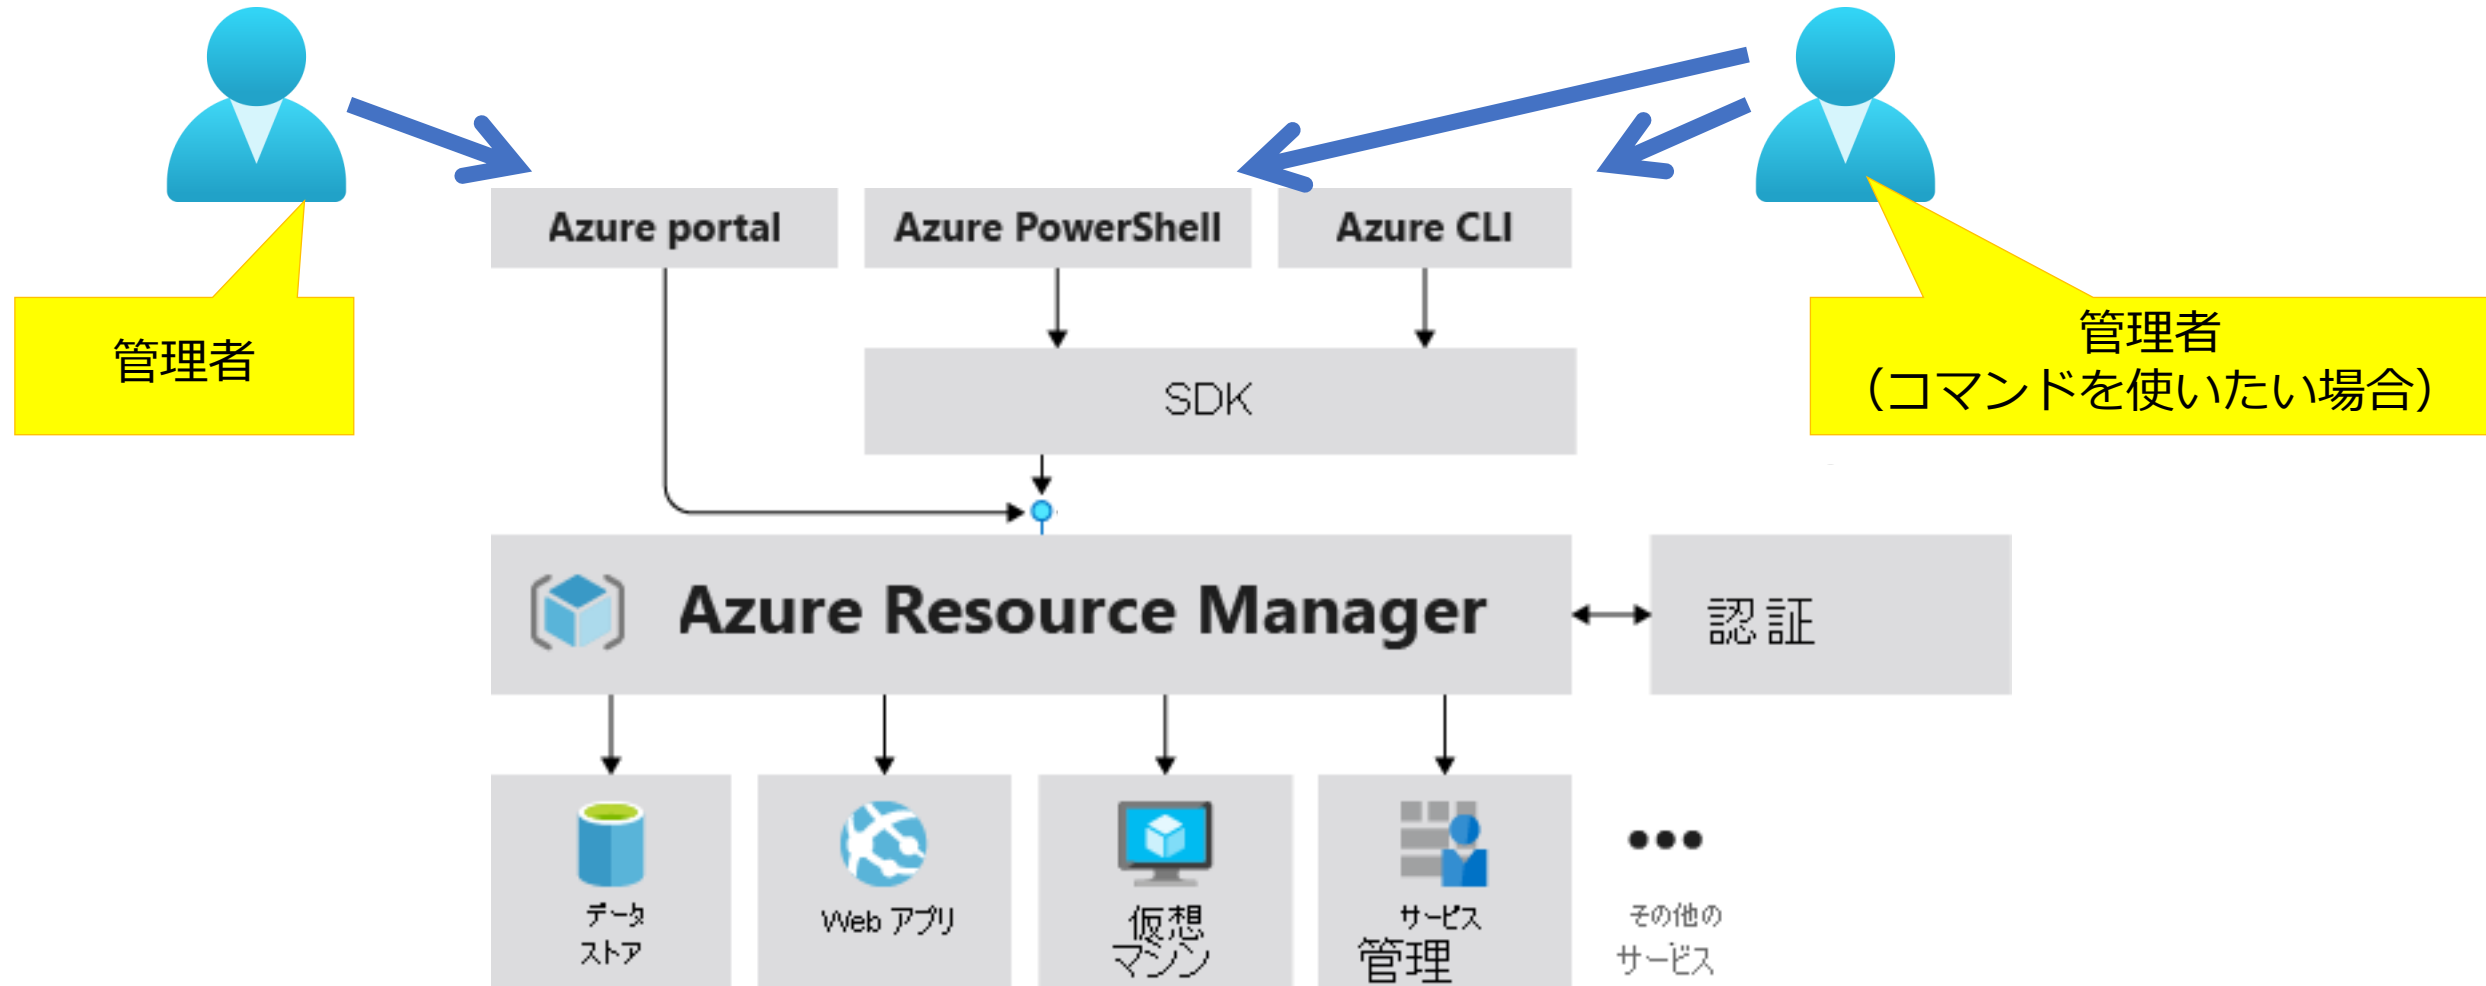 Azure portal
Azure PowerShell
Azure CLI
管理者
管理者
（コマンドを使いたい場合）
SDK
Azure Resource Manager
認証
データ
ストア
Web アプリ
仮想
マシン
サービス
管理
その他の
サービス